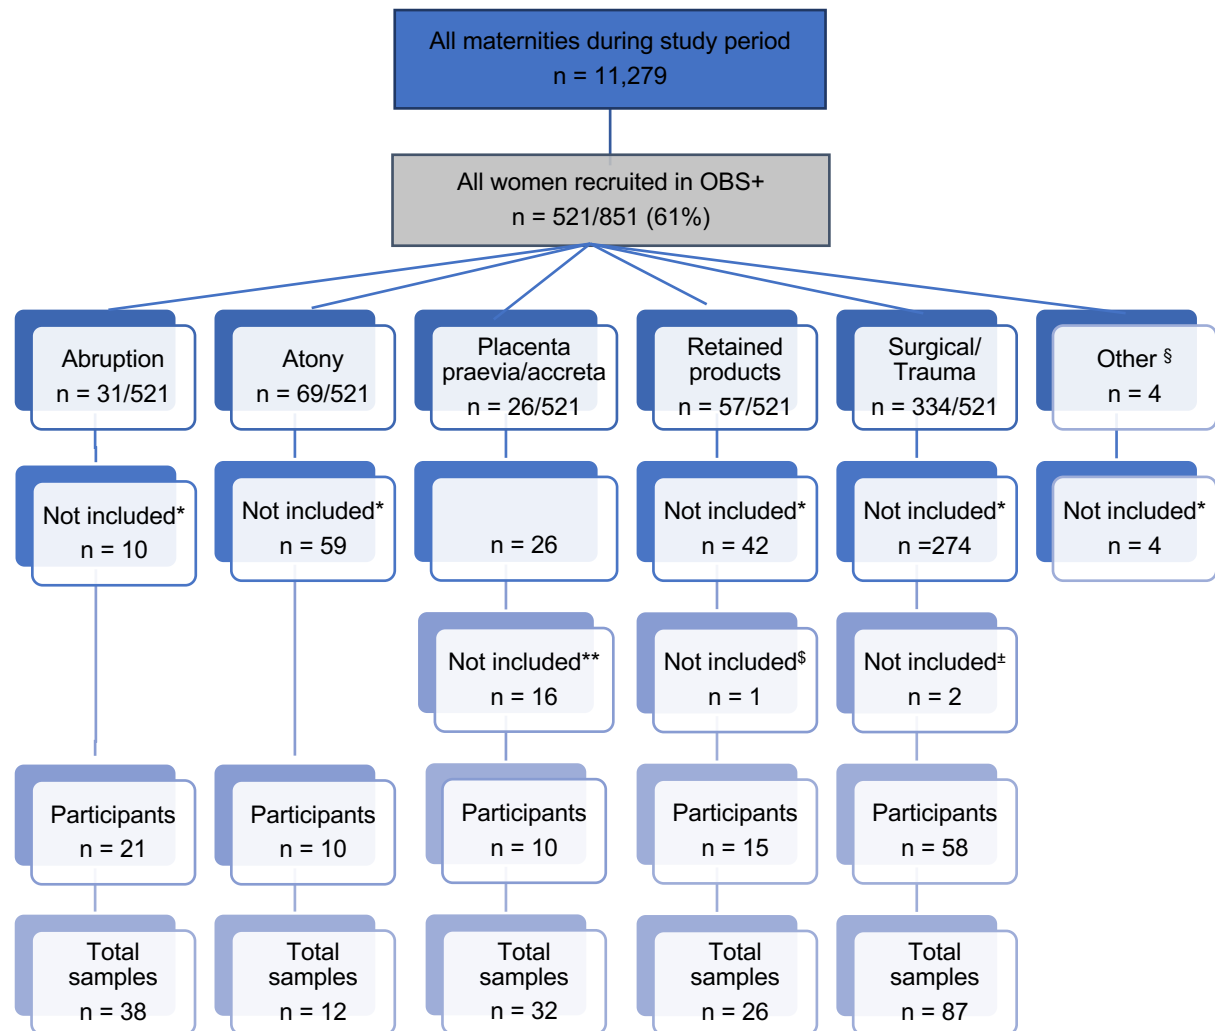 All maternities during study period
n = 11,279
All women recruited in OBS+
n = 521/851 (61%)
Abruption
n = 31/521
Atony
n = 69/521
Placenta
praevia/accreta
n = 26/521
Retained
products
n = 57/521
Surgical/
Trauma
n = 334/521
Other §
n = 4
Not included*
n = 10
Not included*
n = 59
n = 26
Not included*
n = 42
Not included*
n =274
Not included*
n = 4
Not included**
n = 16
Not included$
n = 1
Not included±
n = 2
Participants
n = 21
Participants
n = 10
Participants
n = 10
Participants
n = 15
Participants
n = 58
Total
samples
n = 38
Total
samples
n = 12
Total
samples
n = 32
Total
samples
n = 26
Total
samples
n = 87